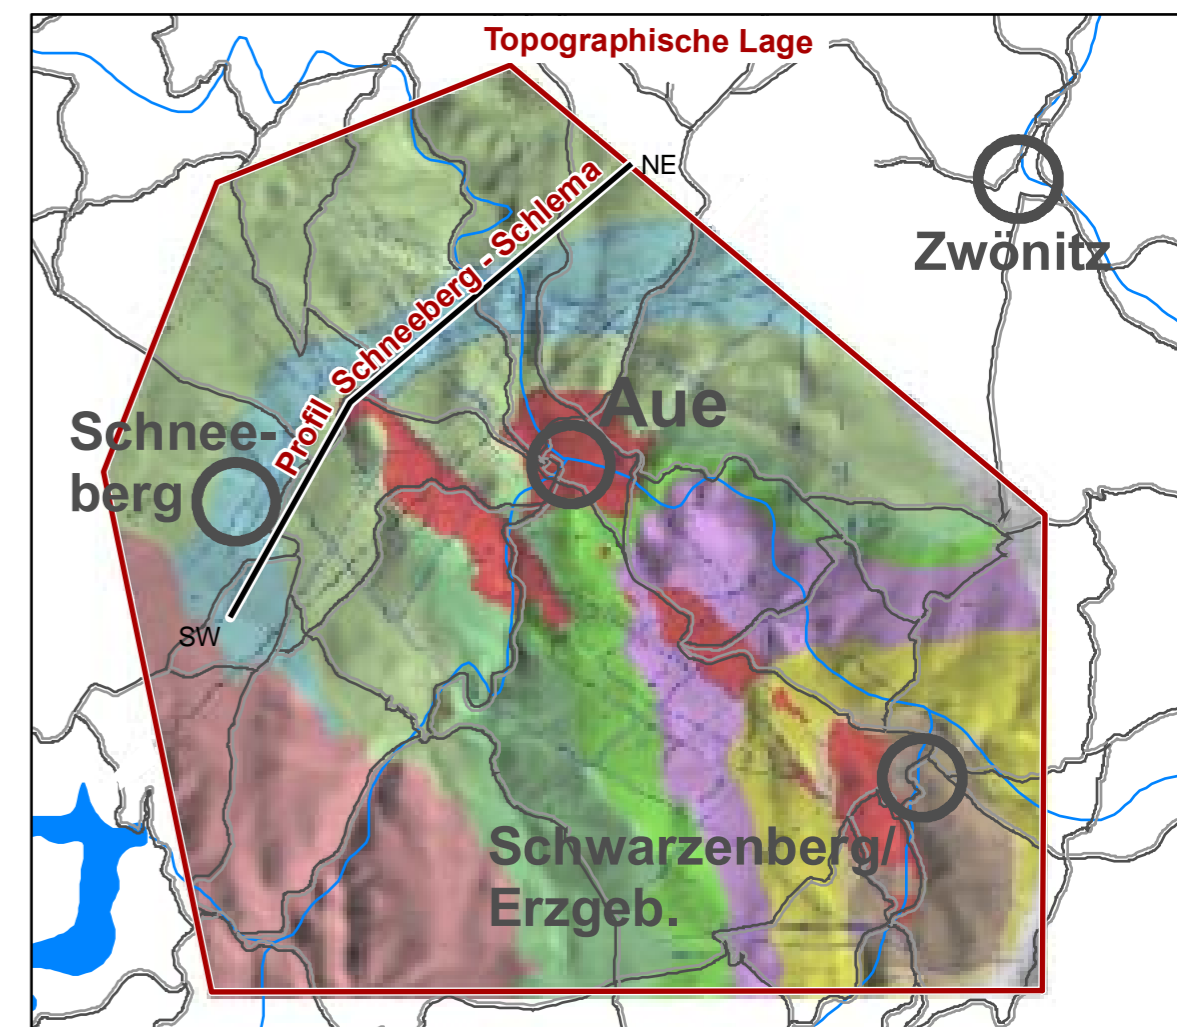 Topographische Lage
NE
Zwönitz
Profil Schneeberg - Schlema
Aue
Schnee-
berg
SW
Schwarzenberg/
Erzgeb.